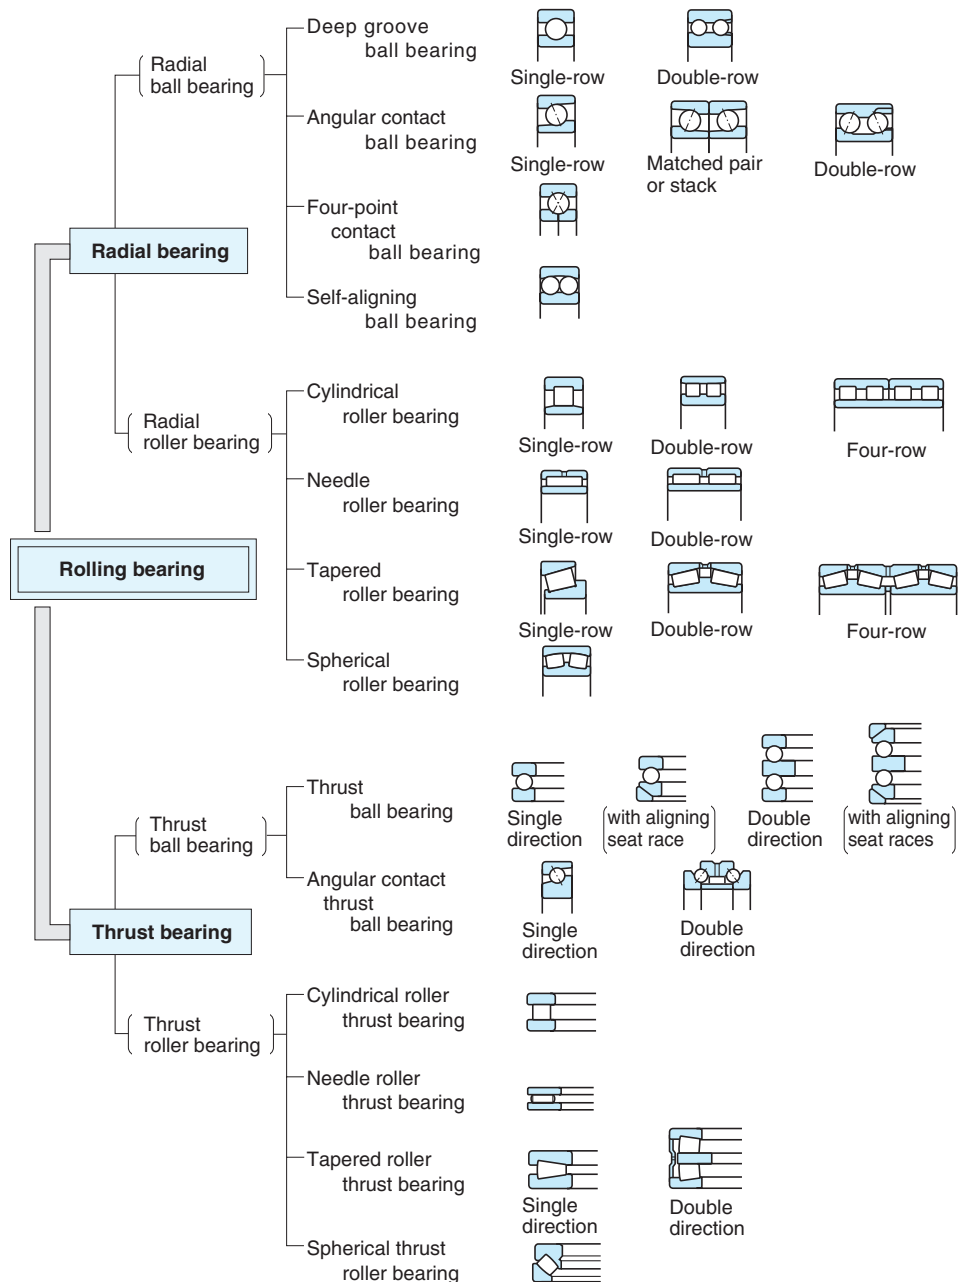 Deep groove
ball bearing
Single-row
Double-row
Radial
ball bearing
Angular contact
ball bearing
Single-row
Matched pair
or stack
Double-row
Four-point
contact
ball bearing
Radial bearing
Self-aligning
ball bearing
Cylindrical
roller bearing
Single-row
Double-row
Four-row
Radial
roller bearing
Needle
roller bearing
Single-row
Double-row
Rolling bearing
Tapered
roller bearing
Single-row
Double-row
Four-row
Spherical
roller bearing
Thrust
ball bearing
Single
direction
with aligning
seat race
Double
direction
with aligning
seat races
Thrust
ball bearing
Angular contact
thrust
ball bearing
Single
direction
Double
direction
Thrust bearing
Cylindrical roller
thrust bearing
Thrust
roller bearing
Needle roller
thrust bearing
Tapered roller
thrust bearing
Single
direction
Double
direction
Spherical thrust
roller bearing